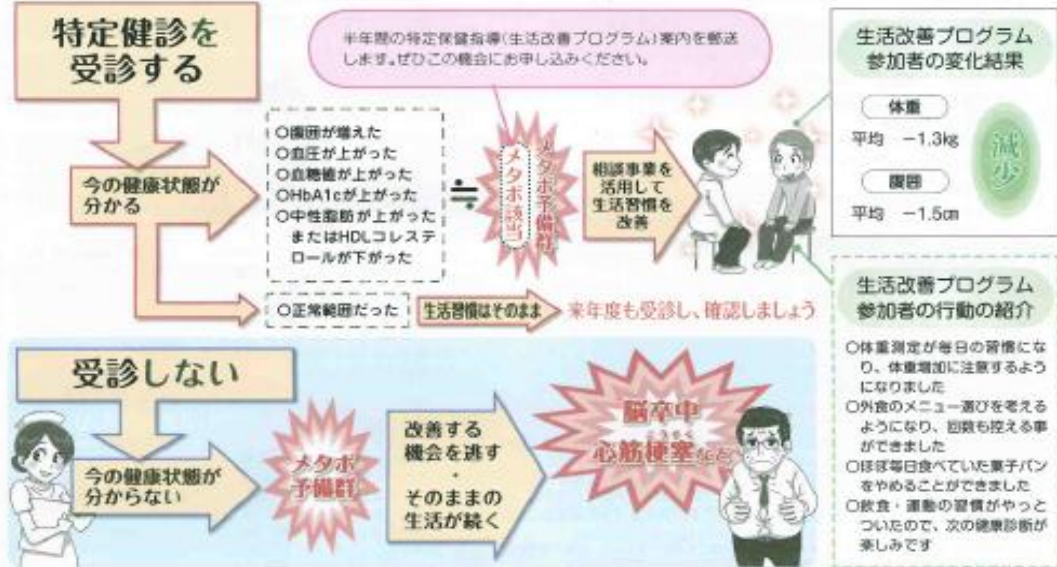 特定健診を
受診する
半年間の特定保健指導(生活改善プログラム)案内を郵送
します。ぜひこの機会にお申し込みください。
今の健康状態が
分かる
○腹囲が増えた
○血圧が上がった
○血糖値が上がった
○HbA1cが上がった
○中性脂肪が上がった
またはHDLコレステ
ロールが下がった
≒
メタボ予備群
メタボ該当
相談事業を
活用して
生活習慣を
改善
○正常範囲だった
生活習慣はそのまま
来年度も受診し、確認しましょう
生活改善プログラム
参加者の変化結果
体重
平均 −1.3kg
腹囲
平均 −1.5cm
減少
生活改善プログラム
参加者の行動の紹介
○体重測定が毎日の習慣にな
り、体重増加に注意するよう
になりました
○外食のメニュー選びを考える
ようになり、回数も控える事
ができました
○ほぼ毎日食べていた菓子パン
をやめることができました
○飲食・運動の習慣がやっと
ついたので、次の健康診断が
楽しみです
受診しない
今の健康状態が
分からない
メタボ
予備群
改善する
機会を逃す
・
そのままの
生活が続く
脳卒中
心筋梗塞など
こうそく